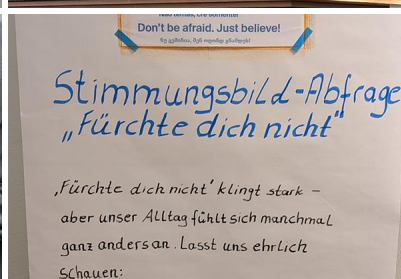 Don't be afraid. Just believe!
Stimmungsbild-Abfrage
„Fürchte dich nicht"
‚Fürchte dich nicht' klingt stark –
aber unser Alltag fühlt sich manchmal
ganz anders an. Lasst uns ehrlich
schauen: